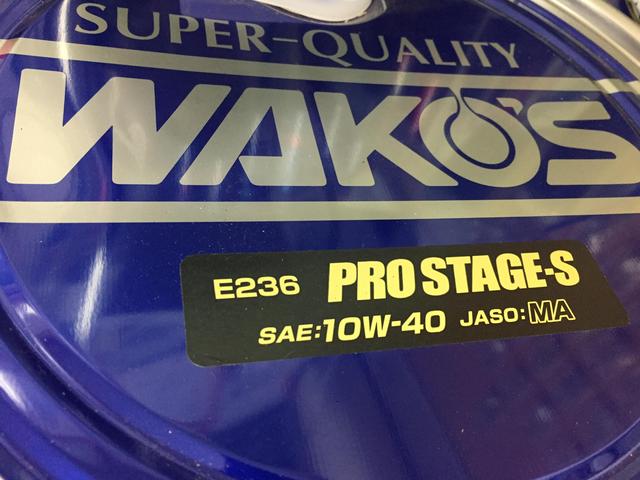 SUPER-QUALITY
WAKO'S
E236 PRO STAGE-S
SAE:10W-40 JASO:MA